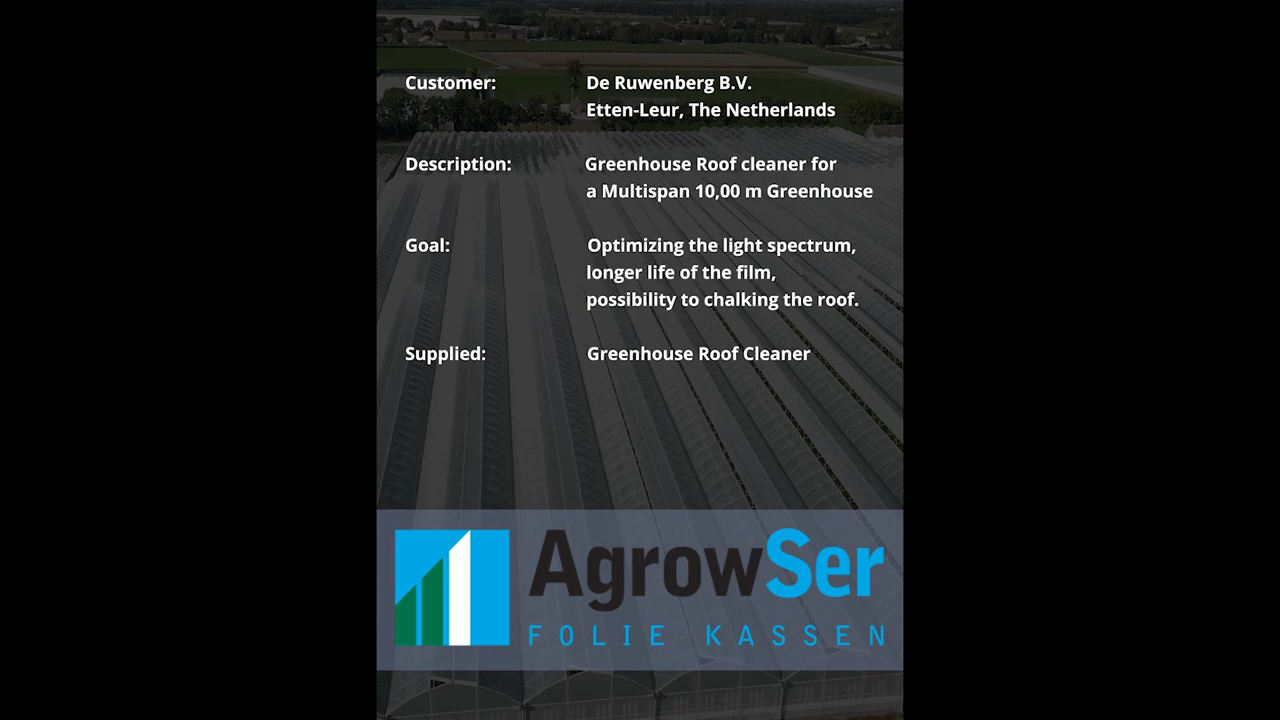 Customer: De Ruwenberg B.V.
Etten-Leur, The Netherlands
Description: Greenhouse Roof cleaner for
a Multispan 10,00 m Greenhouse
Goal: Optimizing the light spectrum,
longer life of the film,
possibility to chalking the roof.
Supplied: Greenhouse Roof Cleaner
AgrowSer
FOLIE KASSEN